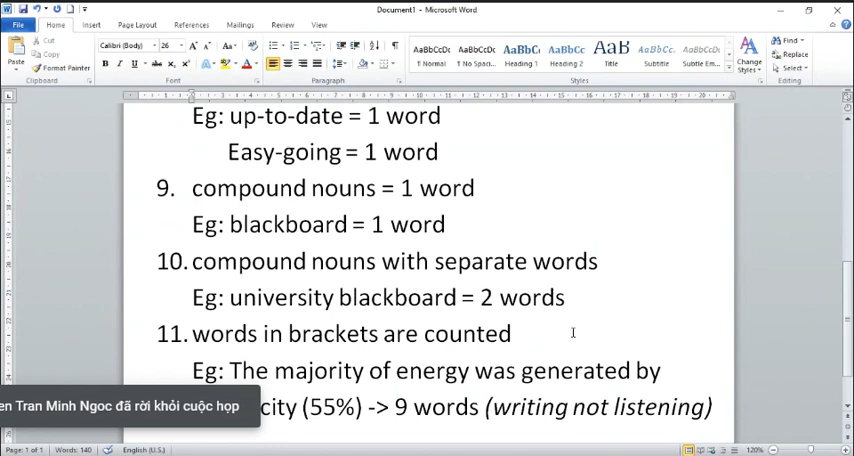 Document1 - Microsoft Word
File Home Insert Page Layout References Mailings Review View
Cut Calibri (Body) 26 Find
Copy AaBbCcDc AaBbCcDc AaBbC AaBbCc AaB AaBbCc. AaBbCcDc Replace
Paste Format Painter ¶ Normal ¶ No Spaci... Heading 1 Heading 2 Title Subtitle Subtle Em... Change Styles Select
Clipboard Font Paragraph Styles Editing
Eg: up-to-date = 1 word
Easy-going = 1 word
9. compound nouns = 1 word
Eg: blackboard = 1 word
10. compound nouns with separate words
Eg: university blackboard = 2 words
11. words in brackets are counted
Eg: The majority of energy was generated by
city (55%) -> 9 words (writing not listening)
en Tran Minh Ngoc đã rời khỏi cuộc họp
Page: 1 of 1 Words: 140 English (U.S.) 120%